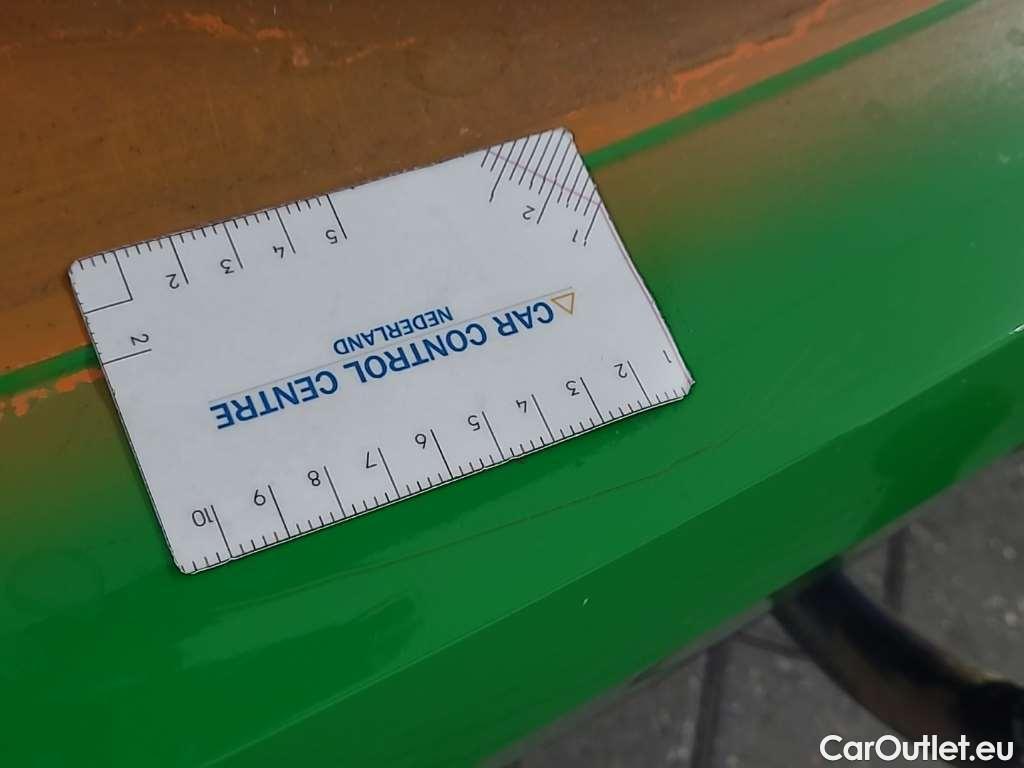 CAR CONTROL CENTRE
NEDERLAND
1 2 3 4 5 6 7 8 9 10
1 2
2
2 3 4 5
CarOutlet.eu